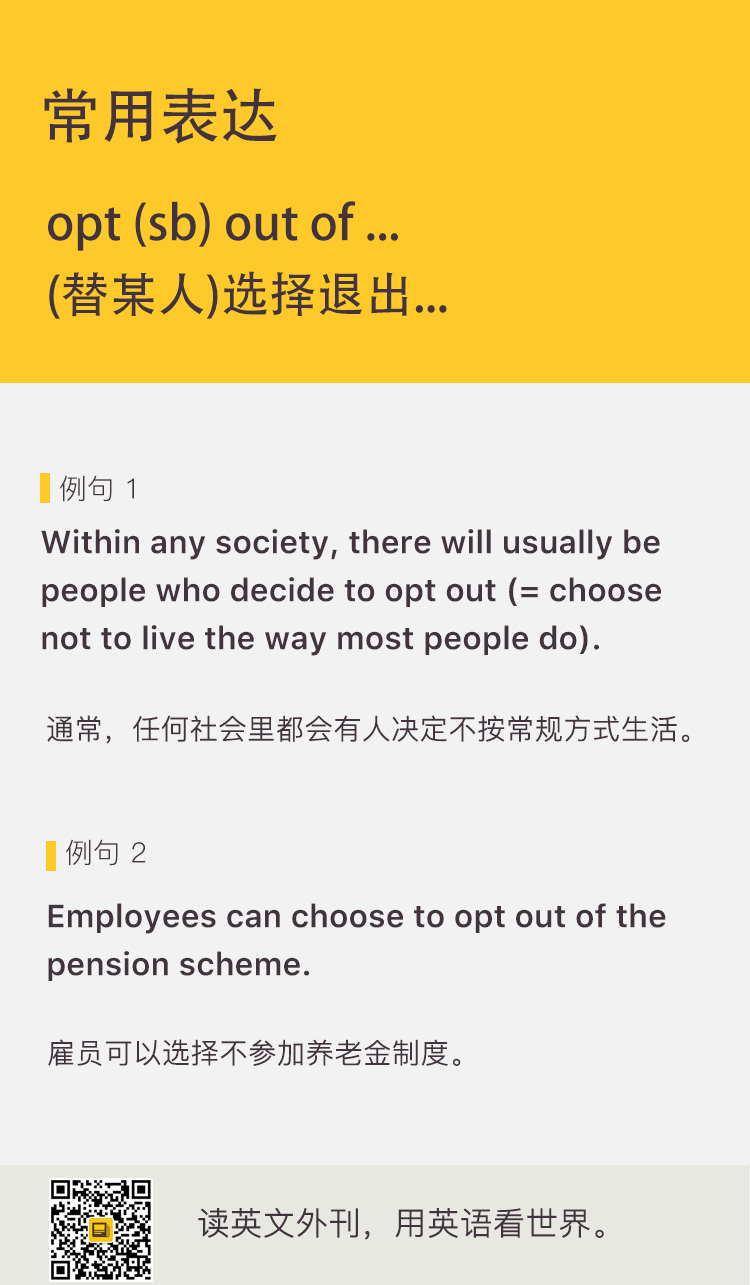 常用表达
opt (sb) out of ...
(替某人)选择退出...
例句 1
Within any society, there will usually be
people who decide to opt out (= choose
not to live the way most people do).
通常，任何社会里都会有人决定不按常规方式生活。
例句 2
Employees can choose to opt out of the
pension scheme.
雇员可以选择不参加养老金制度。
读英文外刊，用英语看世界。